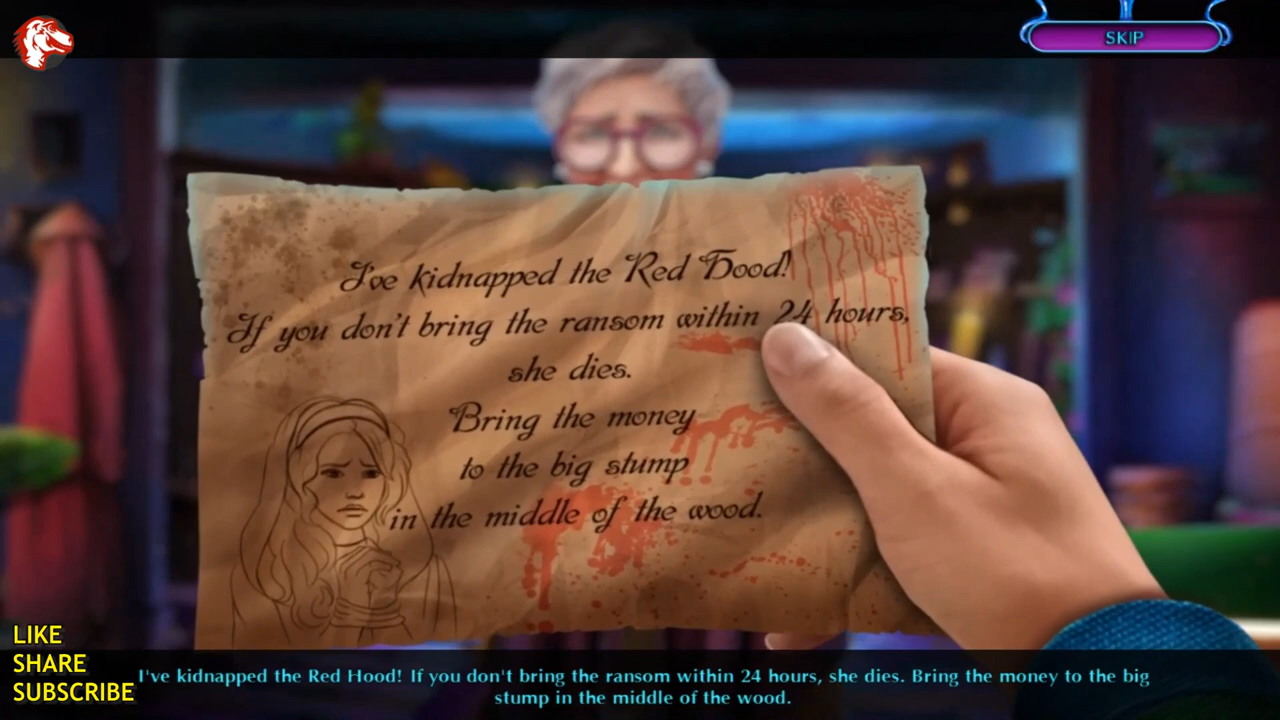 SKIP
I've kidnapped the Red Hood!
If you don't bring the ransom within 24 hours,
she dies.
Bring the money
to the big stump
in the middle of the wood.
LIKE
SHARE
SUBSCRIBE
I've kidnapped the Red Hood! If you don't bring the ransom within 24 hours, she dies. Bring the money to the big
stump in the middle of the wood.